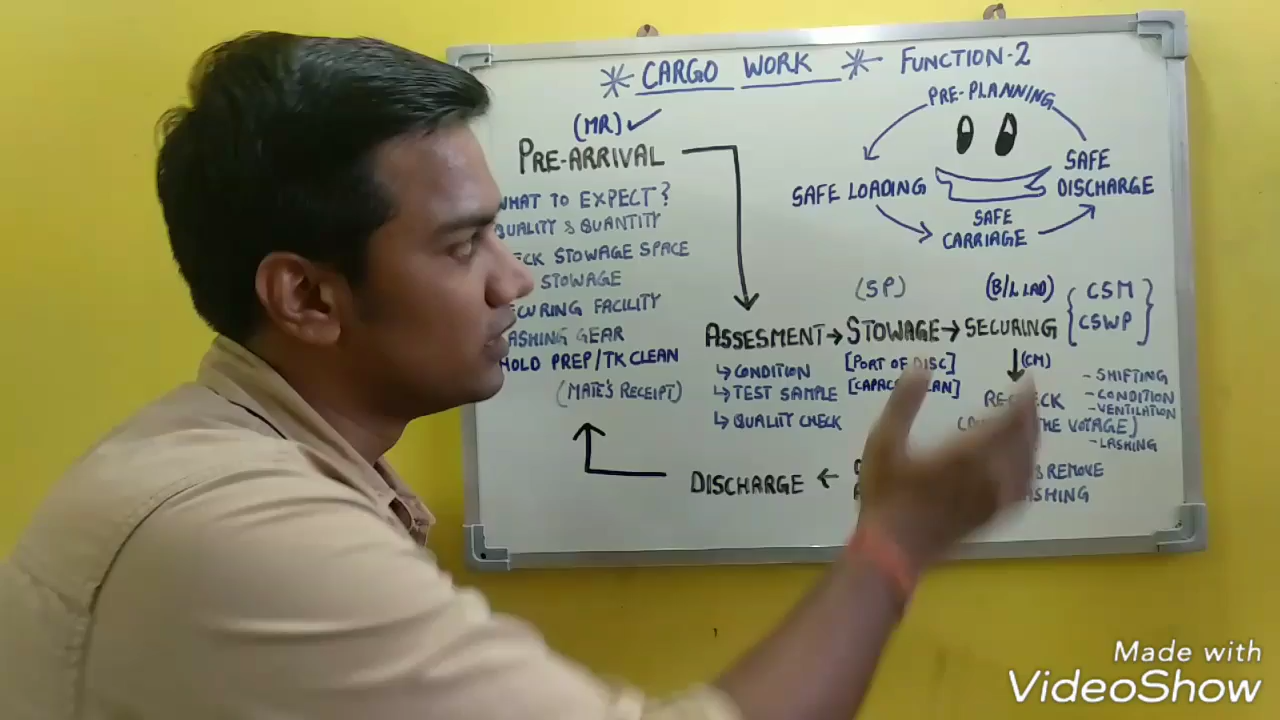 * CARGO WORK * FUNCTION-2
(MR) ✓
PRE-ARRIVAL
WHAT TO EXPECT?
QUALITY & QUANTITY
STOWAGE SPACE
STOWAGE
FACILITY
GEAR
HOLD PREP/TK CLEAN
(MATE'S RECEIPT)
PRE-PLANNING
SAFE LOADING
SAFE
CARRIAGE
SAFE
DISCHARGE
ASSESMENT → STOWAGE → SECURING
↳ CONDITION
↳ TEST SAMPLE
↳ QUALITY CHECK
(SP)
[PORT OF DISC]
(B/L LAD)
{CSM
CSWP}
(CM)
THE VOYAGE)
- SHIFTING
- CONDITION
- VENTILATION
- LASHING
& REMOVE
DISCHARGE ←
Made with
VideoShow